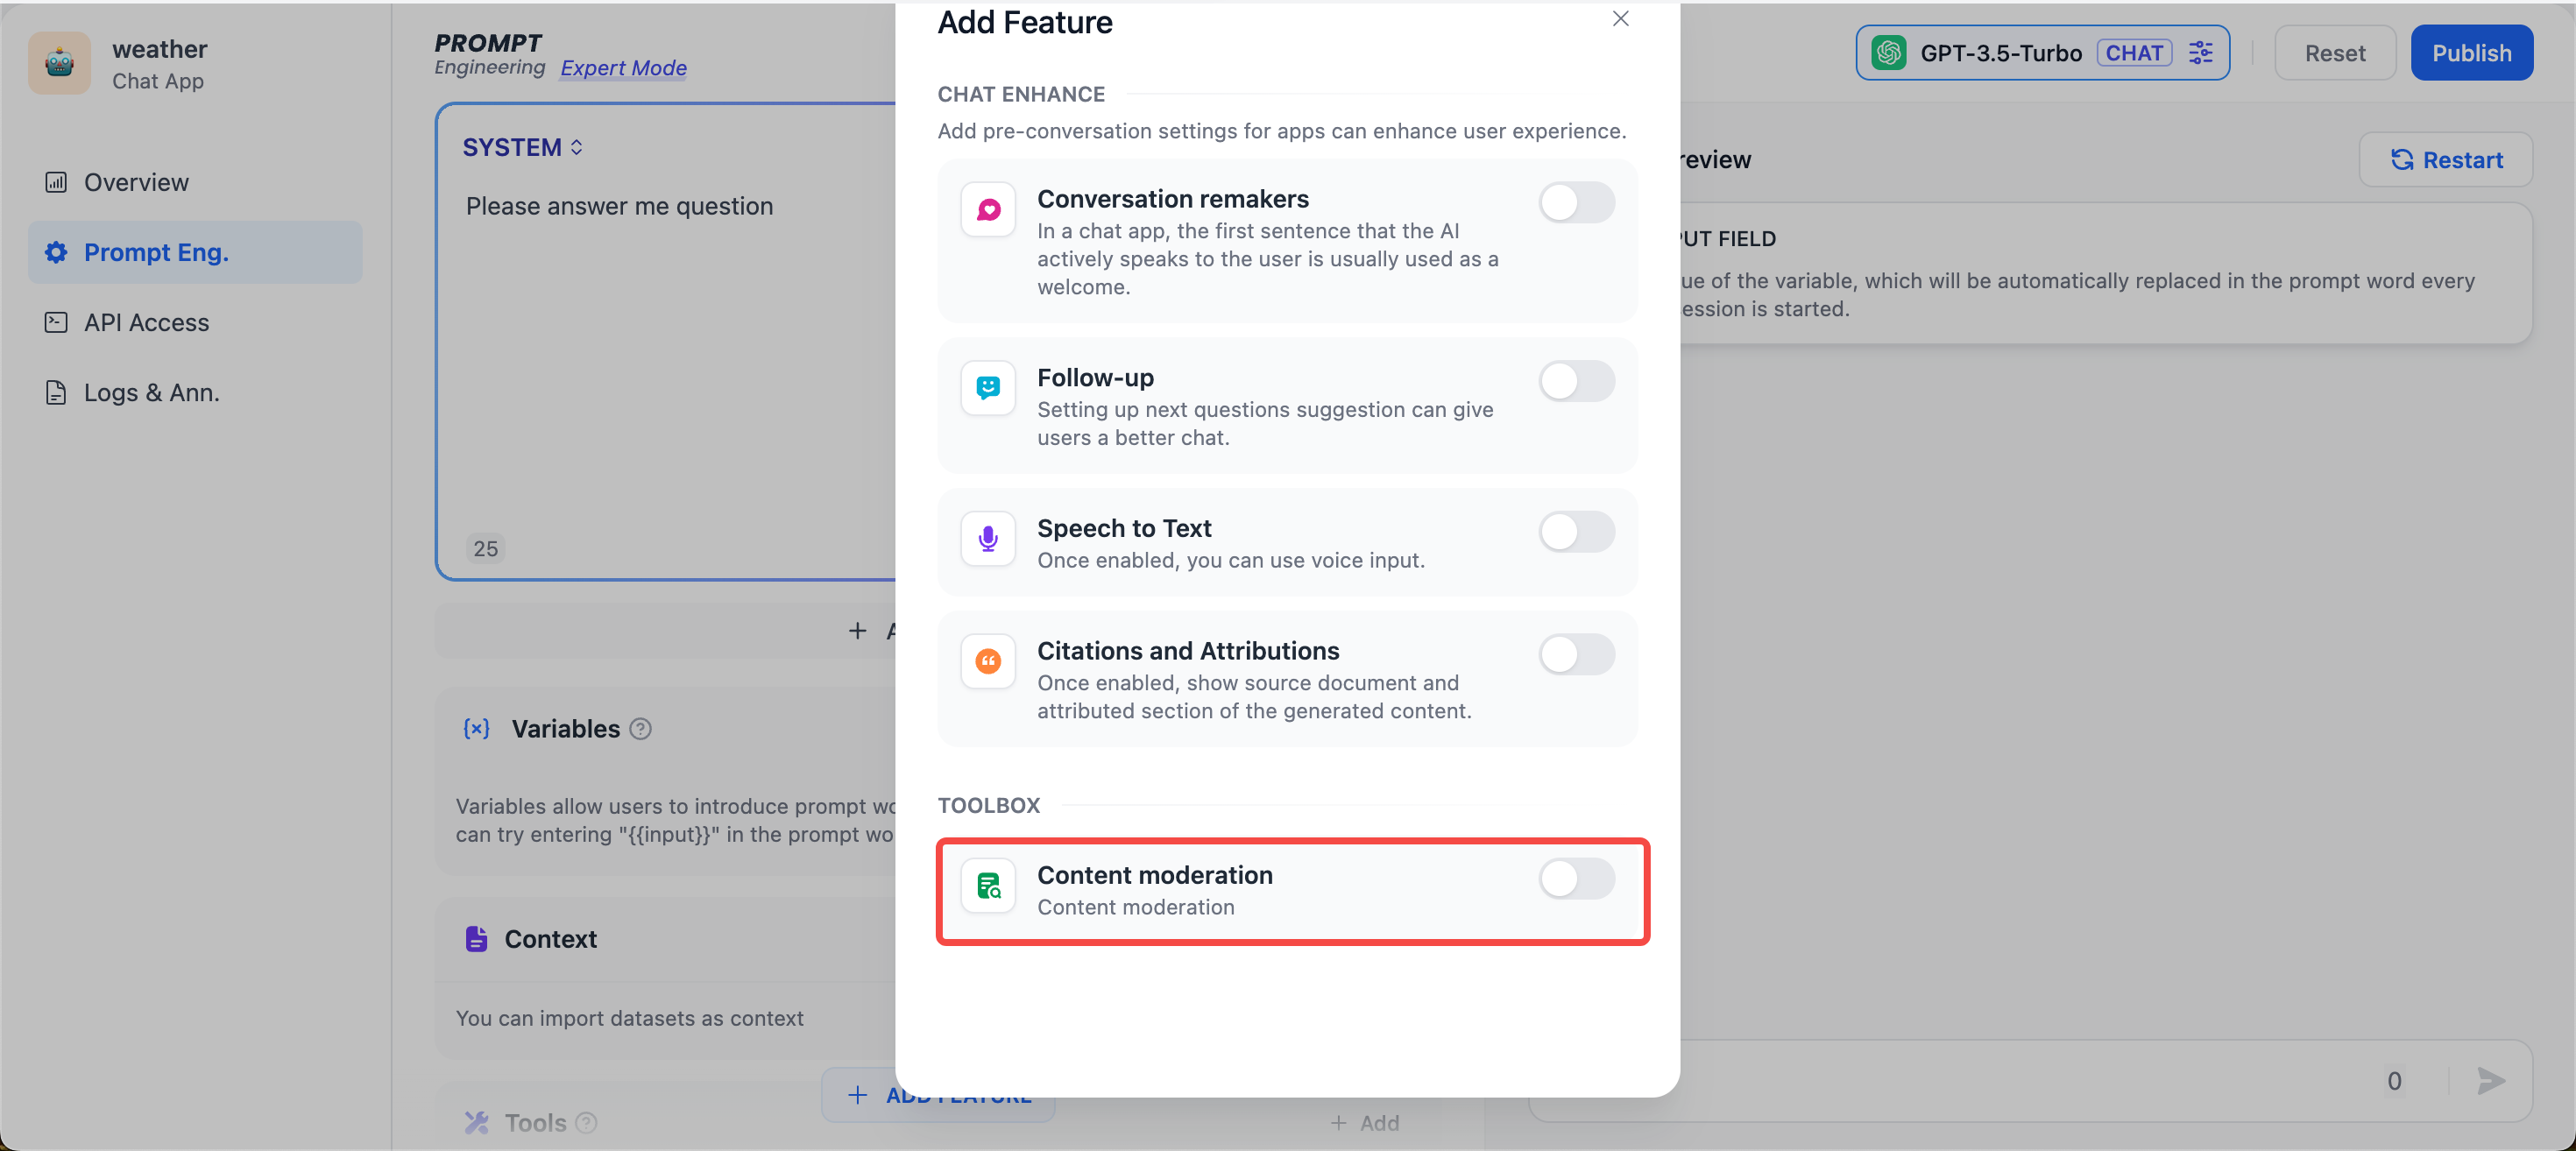 weather
Chat App
Overview
Prompt Eng.
API Access
Logs & Ann.
PROMPT
Engineering Expert Mode
SYSTEM
Please answer me question
25
Variables
Variables allow users to introduce prompt
can try entering "{{input}}" in the prompt
Context
You can import datasets as context
Tools
Add
ADD FEATURE
Add Feature
CHAT ENHANCE
Add pre-conversation settings for apps can enhance user experience.
Conversation remakers
In a chat app, the first sentence that the AI
actively speaks to the user is usually used as a
welcome.
Follow-up
Setting up next questions suggestion can give
users a better chat.
Speech to Text
Once enabled, you can use voice input.
Citations and Attributions
Once enabled, show source document and
attributed section of the generated content.
TOOLBOX
Content moderation
Content moderation
GPT-3.5-Turbo CHAT
Reset
Publish
Restart
FIELD
of the variable, which will be automatically replaced in the prompt word every
is started.
0